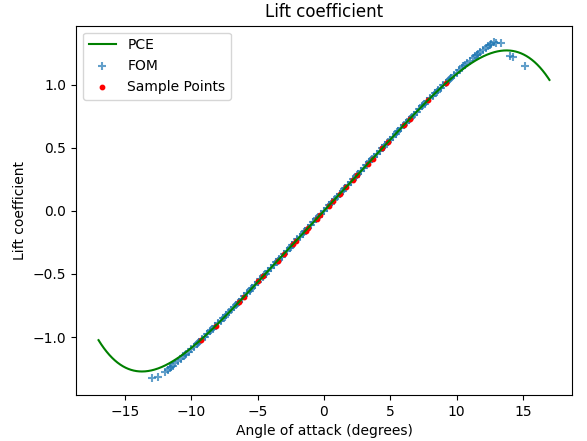 Lift coefficient
PCE
FOM
Sample Points
Lift coefficient
1.0
0.5
0.0
−0.5
−1.0
−15 −10 −5 0 5 10 15
Angle of attack (degrees)